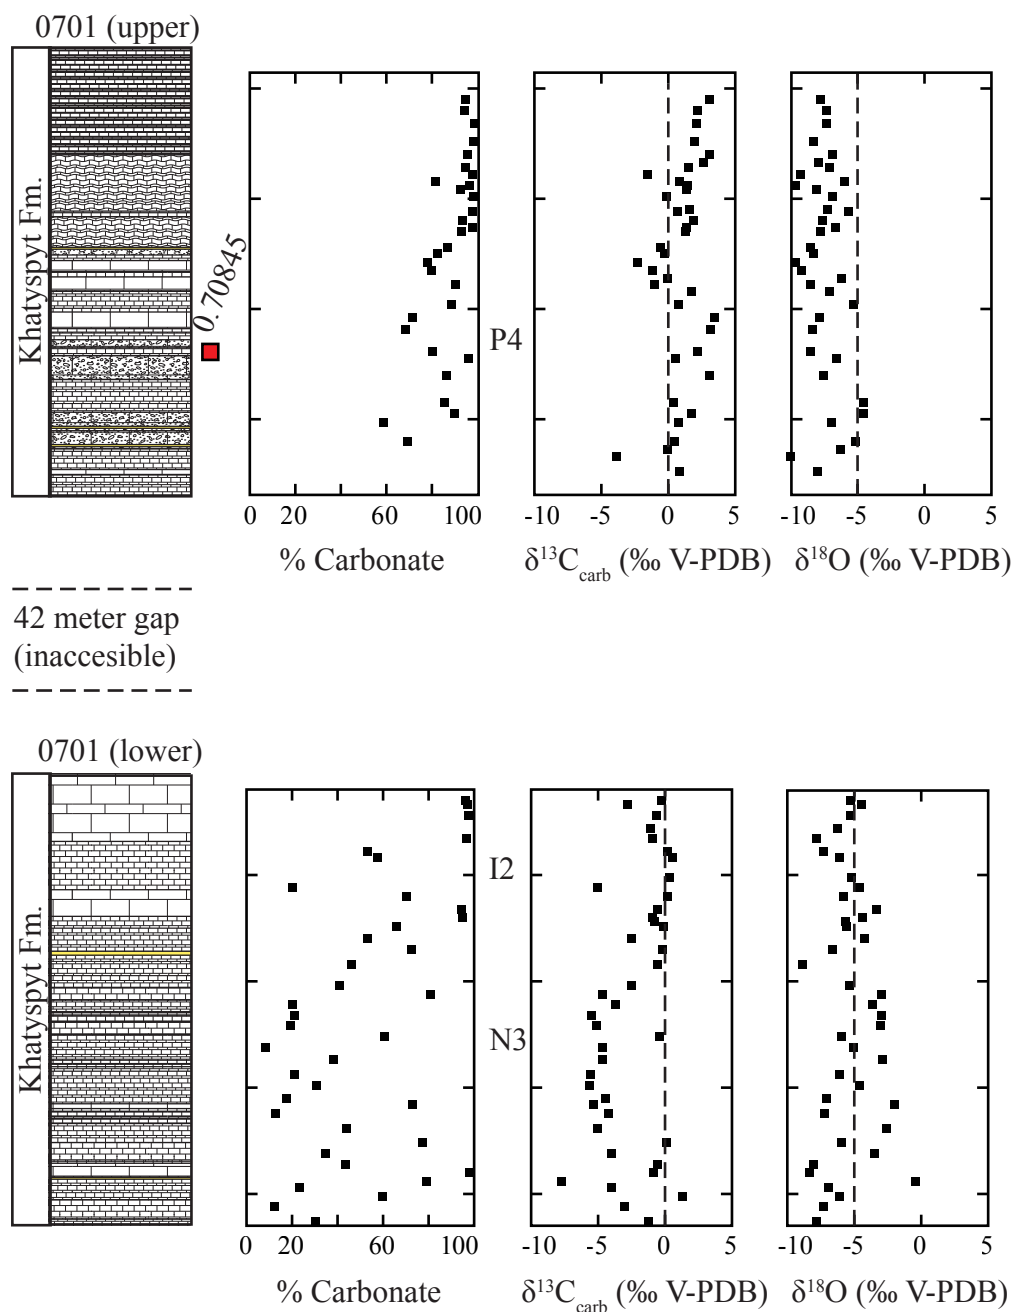 0701 (upper)
Khatyspyt Fm.
0.70845
P4
0 20 60 100
-10 -5 0 5
-10 -5 0 5
% Carbonate
δ¹³Ccarb (‰ V-PDB)
δ¹⁸O (‰ V-PDB)
42 meter gap
(inaccesible)
0701 (lower)
Khatyspyt Fm.
I2
N3
0 20 60 100
-10 -5 0 5
-10 -5 0 5
% Carbonate
δ¹³Ccarb (‰ V-PDB)
δ¹⁸O (‰ V-PDB)